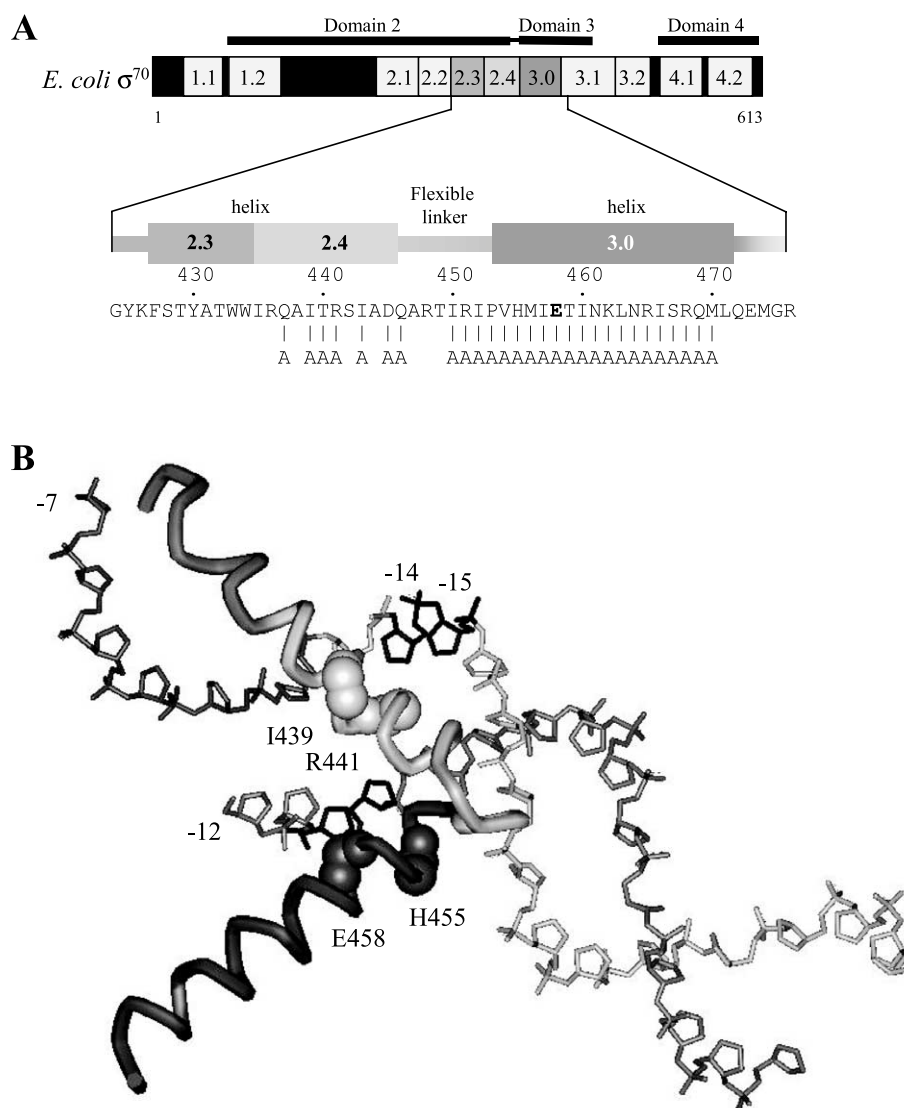 A
Domain 2 Domain 3 Domain 4
E. coli σ70 1.1 1.2 2.1 2.2 2.3 2.4 3.0 3.1 3.2 4.1 4.2
1 613
helix Flexible linker helix
2.3 2.4 3.0
430 440 450 460 470
GYKFSTYATWWIRQAITRSIADQARTIRIPVHMIETINKLNRISRQMLQEMGR
A AAA A AA AAAAAAAAAAAAAAAAAAAAA
B
-7
-14 -15
I439
R441
-12
H455
E458